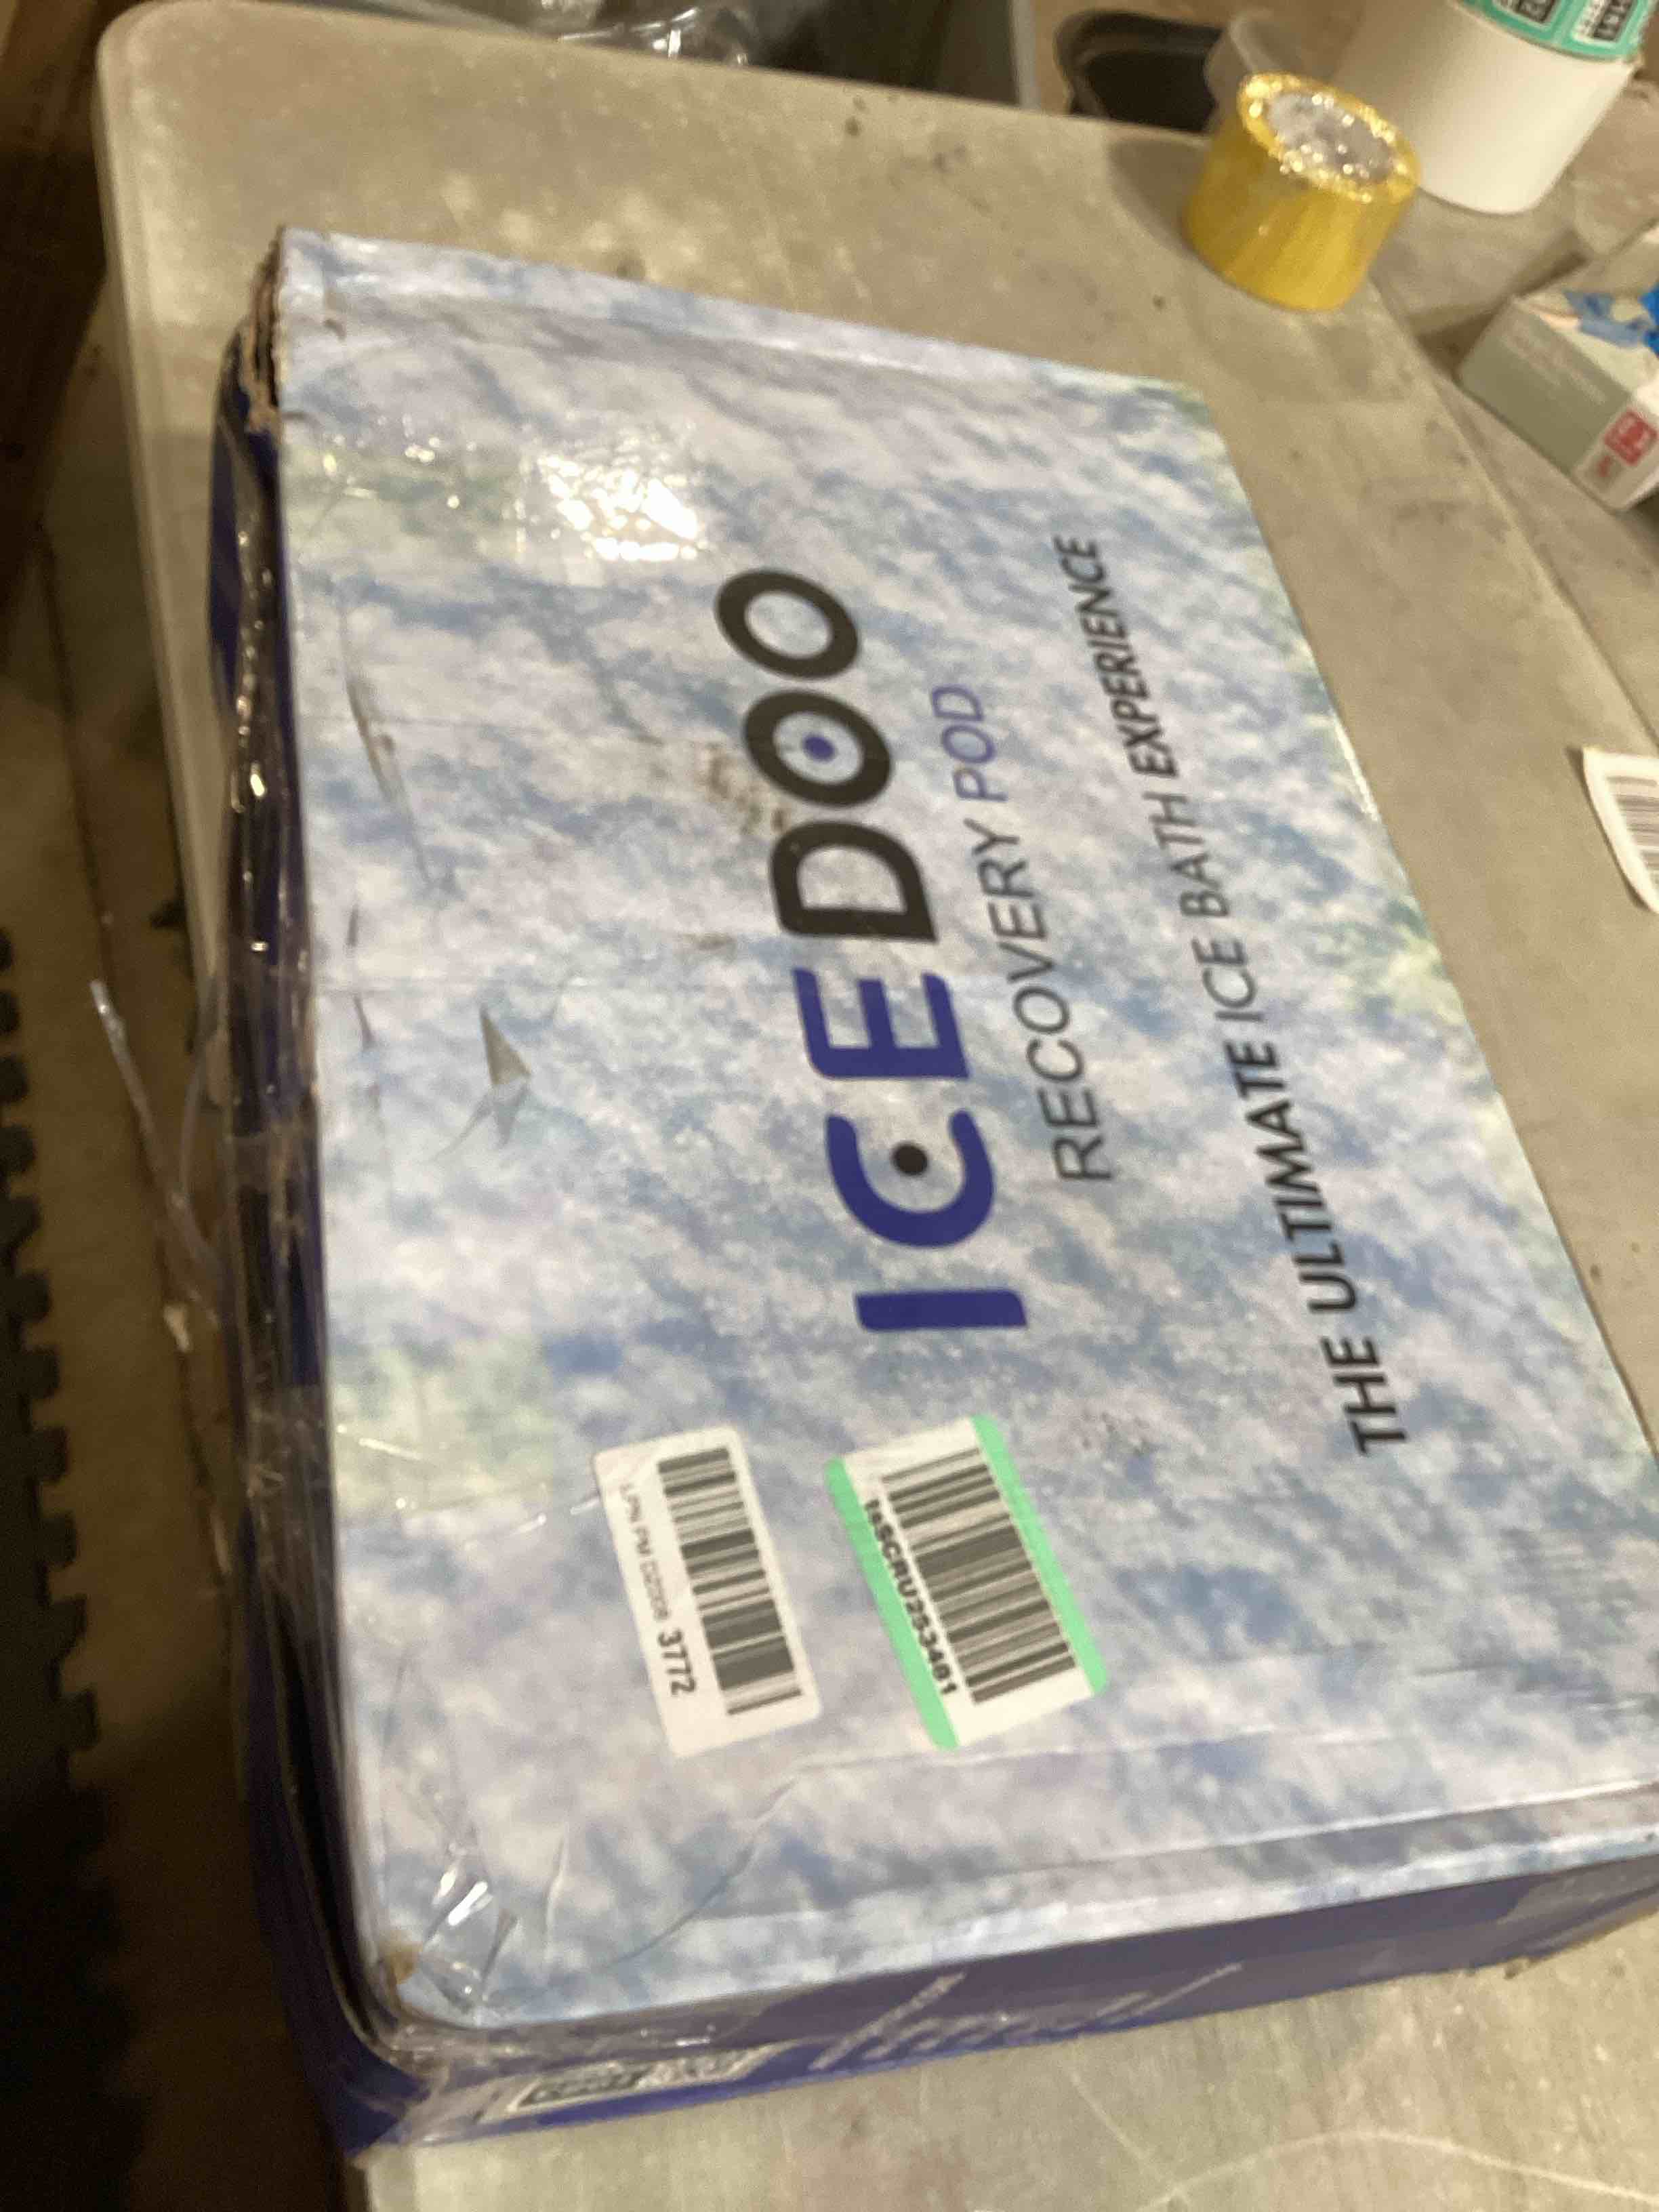 ICEDOO
RECOVERY POD
THE ULTIMATE ICE BATH EXPERIENCE
3772